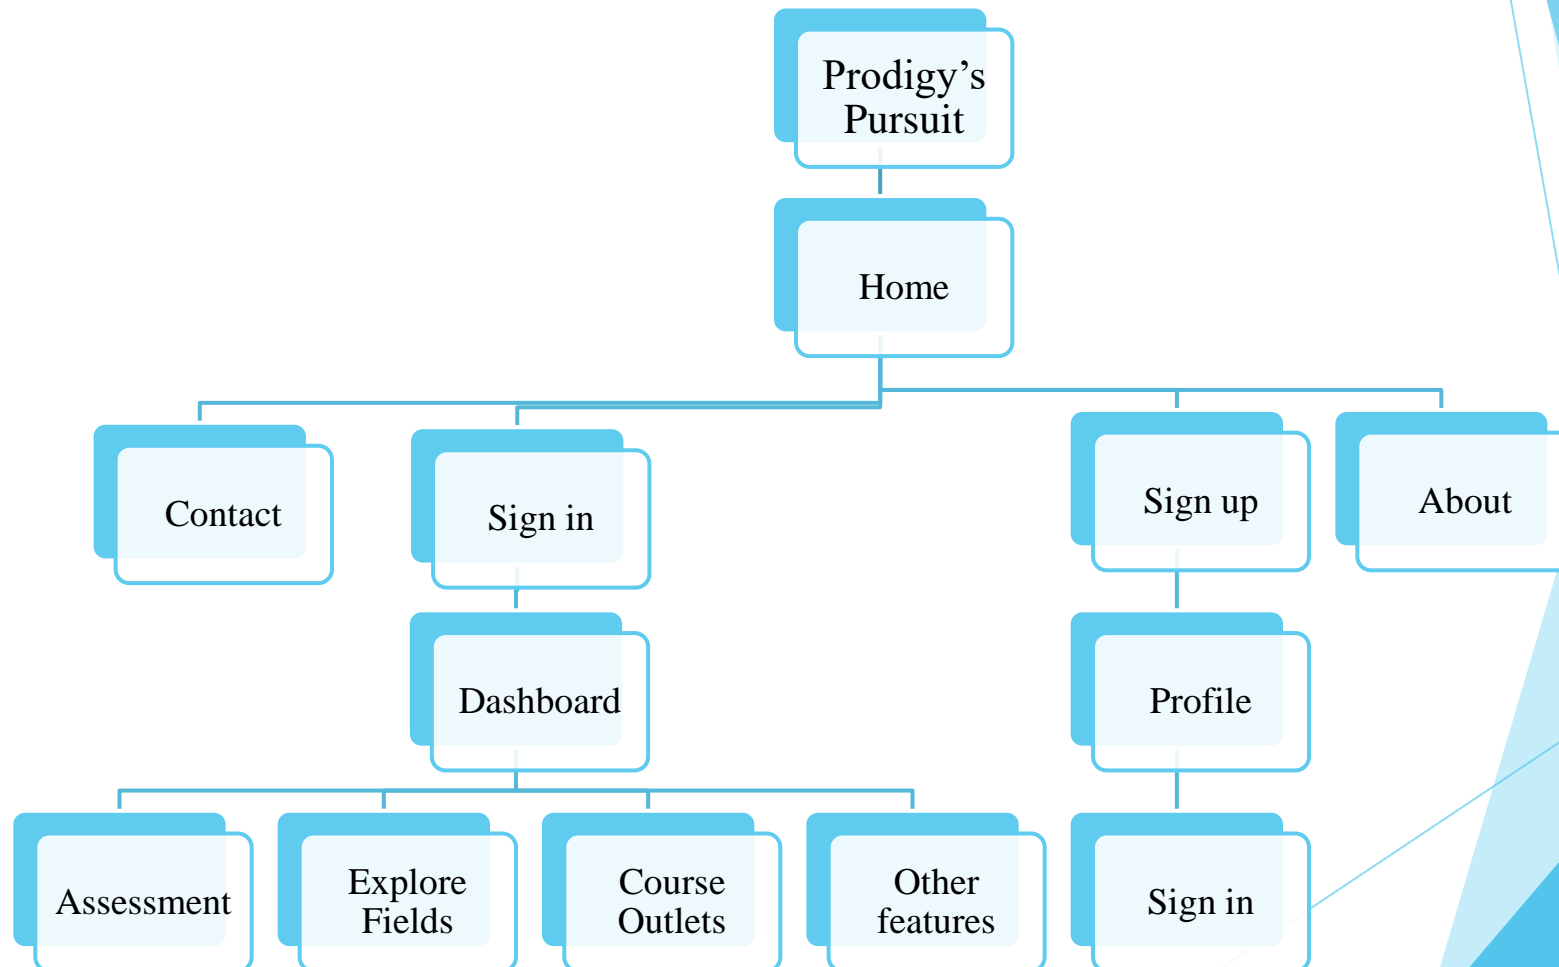 Prodigy’s
Pursuit
Home
Contact
Sign in
Sign up
About
Dashboard
Profile
Assessment
Explore
Fields
Course
Outlets
Other
features
Sign in